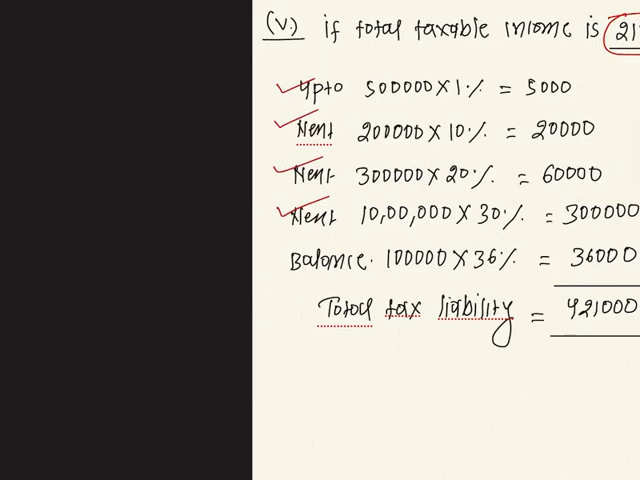 (V.) if total taxable income is 21
Upto 500000 X 1% = 5000
Next 200000 X 10% = 20000
Next 300000 X 20% = 60000
Next 10,00,000 X 30% = 300000
Balance. 100000 X 36% = 36000
Total tax liability = 421000